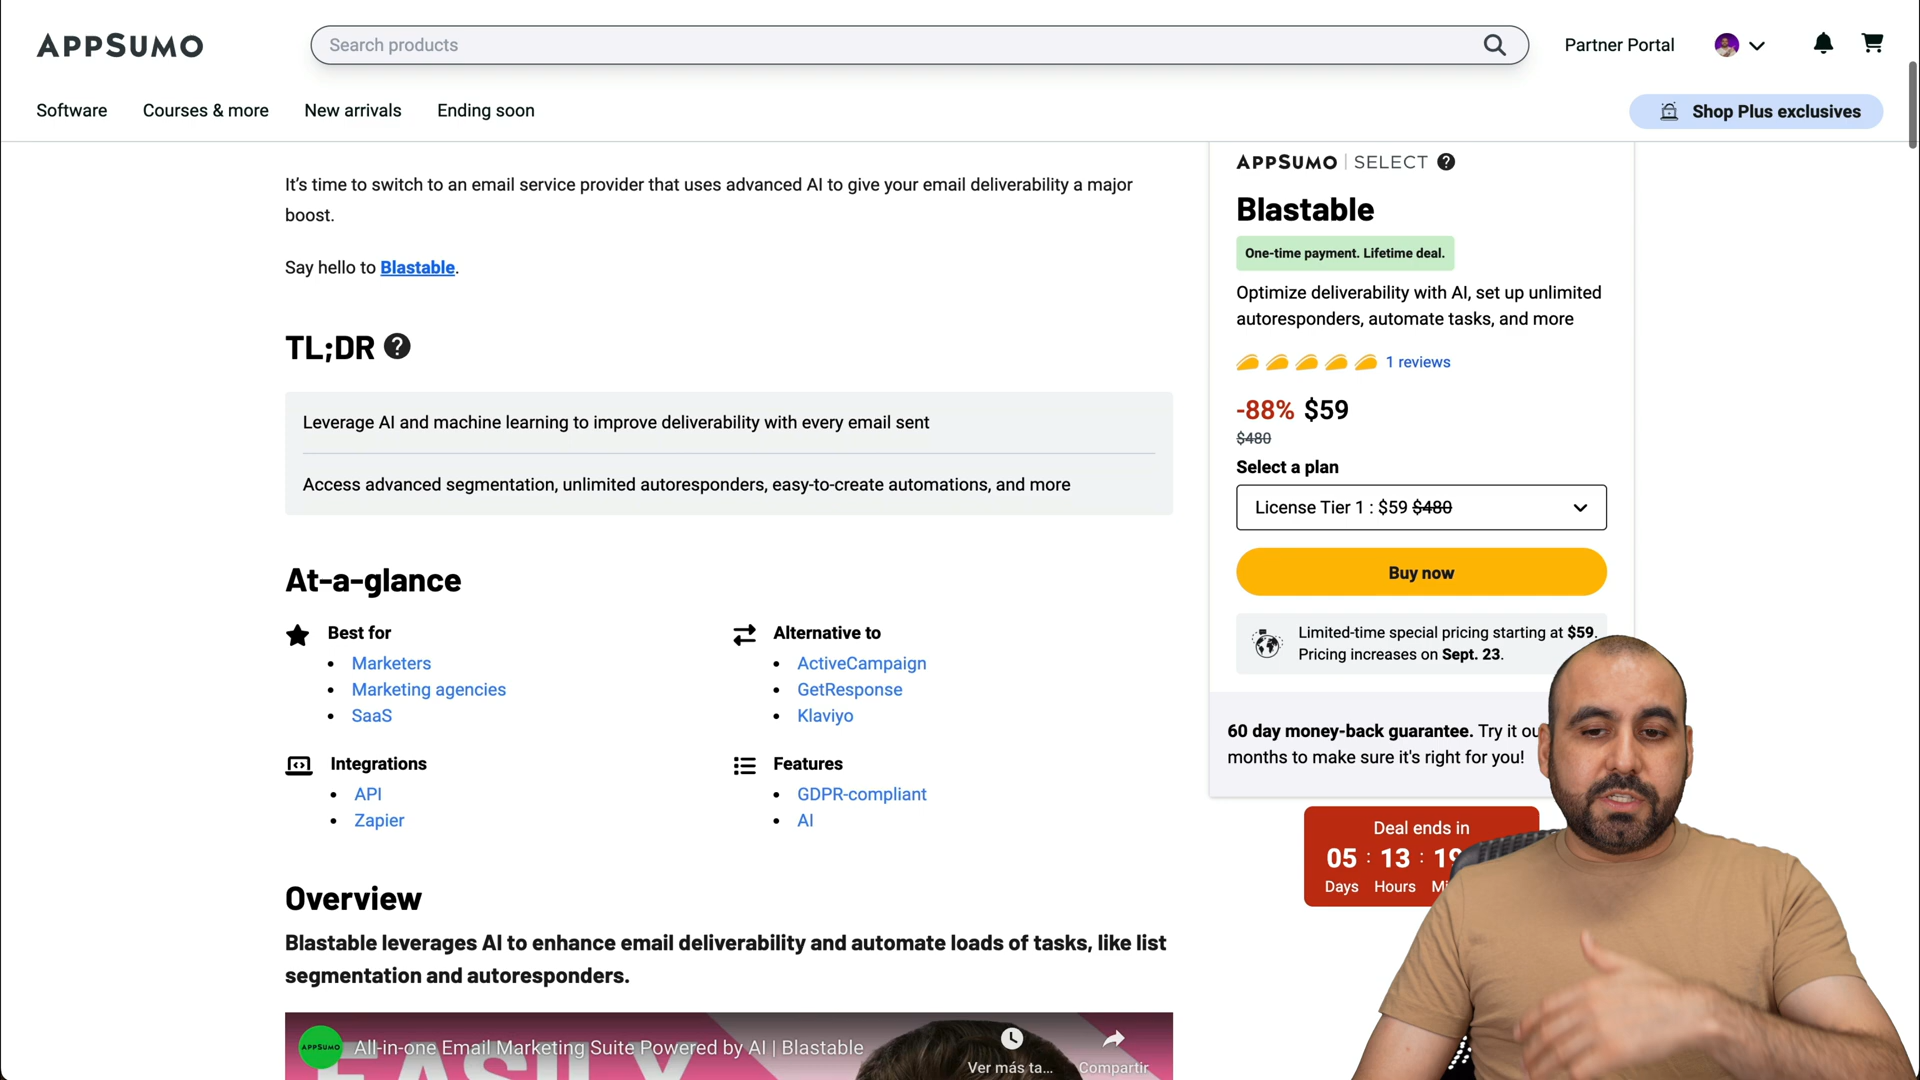 APPSUMO
Search products
Partner Portal
Software
Courses & more
New arrivals
Ending soon
Shop Plus exclusives
It's time to switch to an email service provider that uses advanced AI to give your email deliverability a major
boost.
Say hello to Blastable.
TL;DR
Leverage AI and machine learning to improve deliverability with every email sent
Access advanced segmentation, unlimited autoresponders, easy-to-create automations, and more
At-a-glance
Best for
• Marketers
• Marketing agencies
• SaaS
Alternative to
• ActiveCampaign
• GetResponse
• Klaviyo
Integrations
• API
• Zapier
Features
• GDPR-compliant
• AI
Overview
Blastable leverages AI to enhance email deliverability and automate loads of tasks, like list
segmentation and autoresponders.
APPSUMO
All-in-one Email Marketing Suite Powered by AI | Blastable
Ver más ta...
Compartir
EASILY
APPSUMO | SELECT
Blastable
One-time payment. Lifetime deal.
Optimize deliverability with AI, set up unlimited
autoresponders, automate tasks, and more
1 reviews
-88% $59
$480
Select a plan
License Tier 1 : $59 $480
Buy now
Limited-time special pricing starting at $59.
Pricing increases on Sept. 23.
60 day money-back guarantee. Try it ou
months to make sure it's right for you!
Deal ends in
05 : 13 : 19
Days Hours Mi